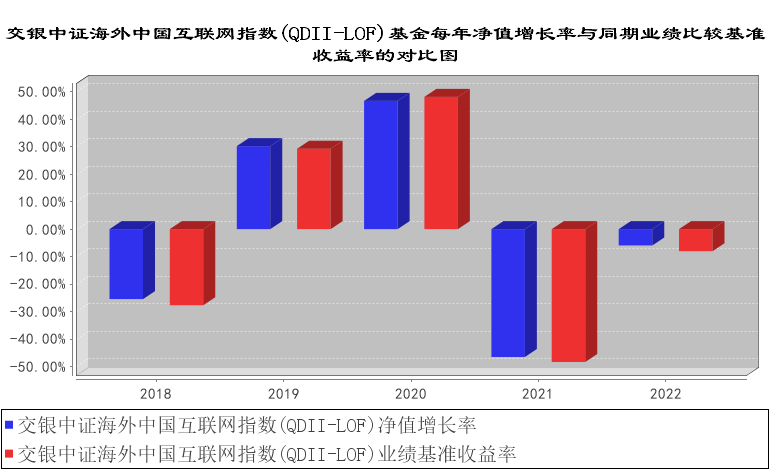 交银中证海外中国互联网指数(QDII-LOF)基金每年净值增长率与同期业绩比较基准
收益率的对比图
50.00%
40.00%
30.00%
20.00%
10.00%
0.00%
-10.00%
-20.00%
-30.00%
-40.00%
-50.00%
2018 2019 2020 2021 2022
交银中证海外中国互联网指数(QDII-LOF)净值增长率
交银中证海外中国互联网指数(QDII-LOF)业绩基准收益率